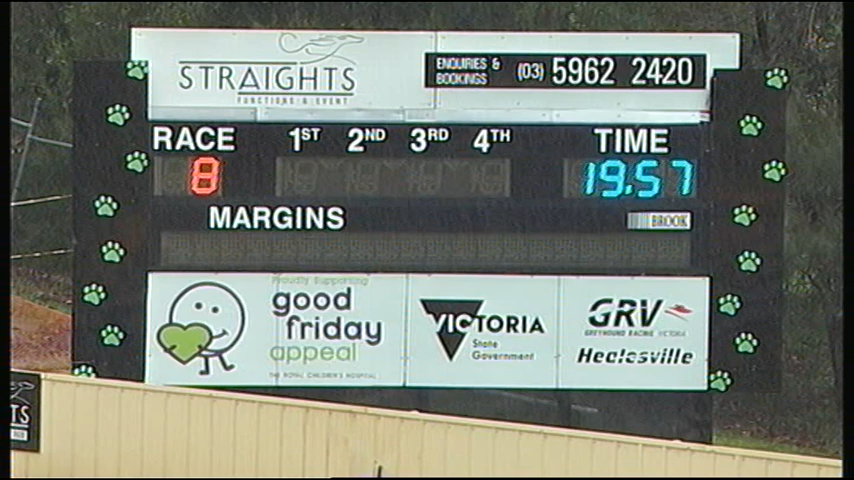 STRAIGHTS
FUNCTIONS & EVENT
ENQUIRIES & BOOKINGS (03) 5962 2420
RACE 1ST 2ND 3RD 4TH TIME
8 19.57
MARGINS
BROOK
Proudly Supporting
good
friday
appeal
THE ROYAL CHILDREN'S HOSPITAL
VICTORIA
State
Government
GRV
GREYHOUND RACING VICTORIA
Healesville
TS